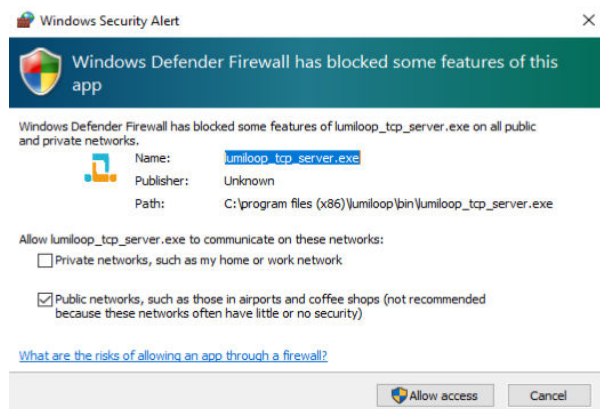 Windows Security Alert
Windows Defender Firewall has blocked some features of this
app
Windows Defender Firewall has blocked some features of lumiloop_tcp_server.exe on all public
and private networks.
Name: lumiloop_tcp_server.exe
Publisher: Unknown
Path: C:\program files (x86)\lumiloop\bin\lumiloop_tcp_server.exe
Allow lumiloop_tcp_server.exe to communicate on these networks:
Private networks, such as my home or work network
Public networks, such as those in airports and coffee shops (not recommended
because these networks often have little or no security)
What are the risks of allowing an app through a firewall?
Allow access Cancel